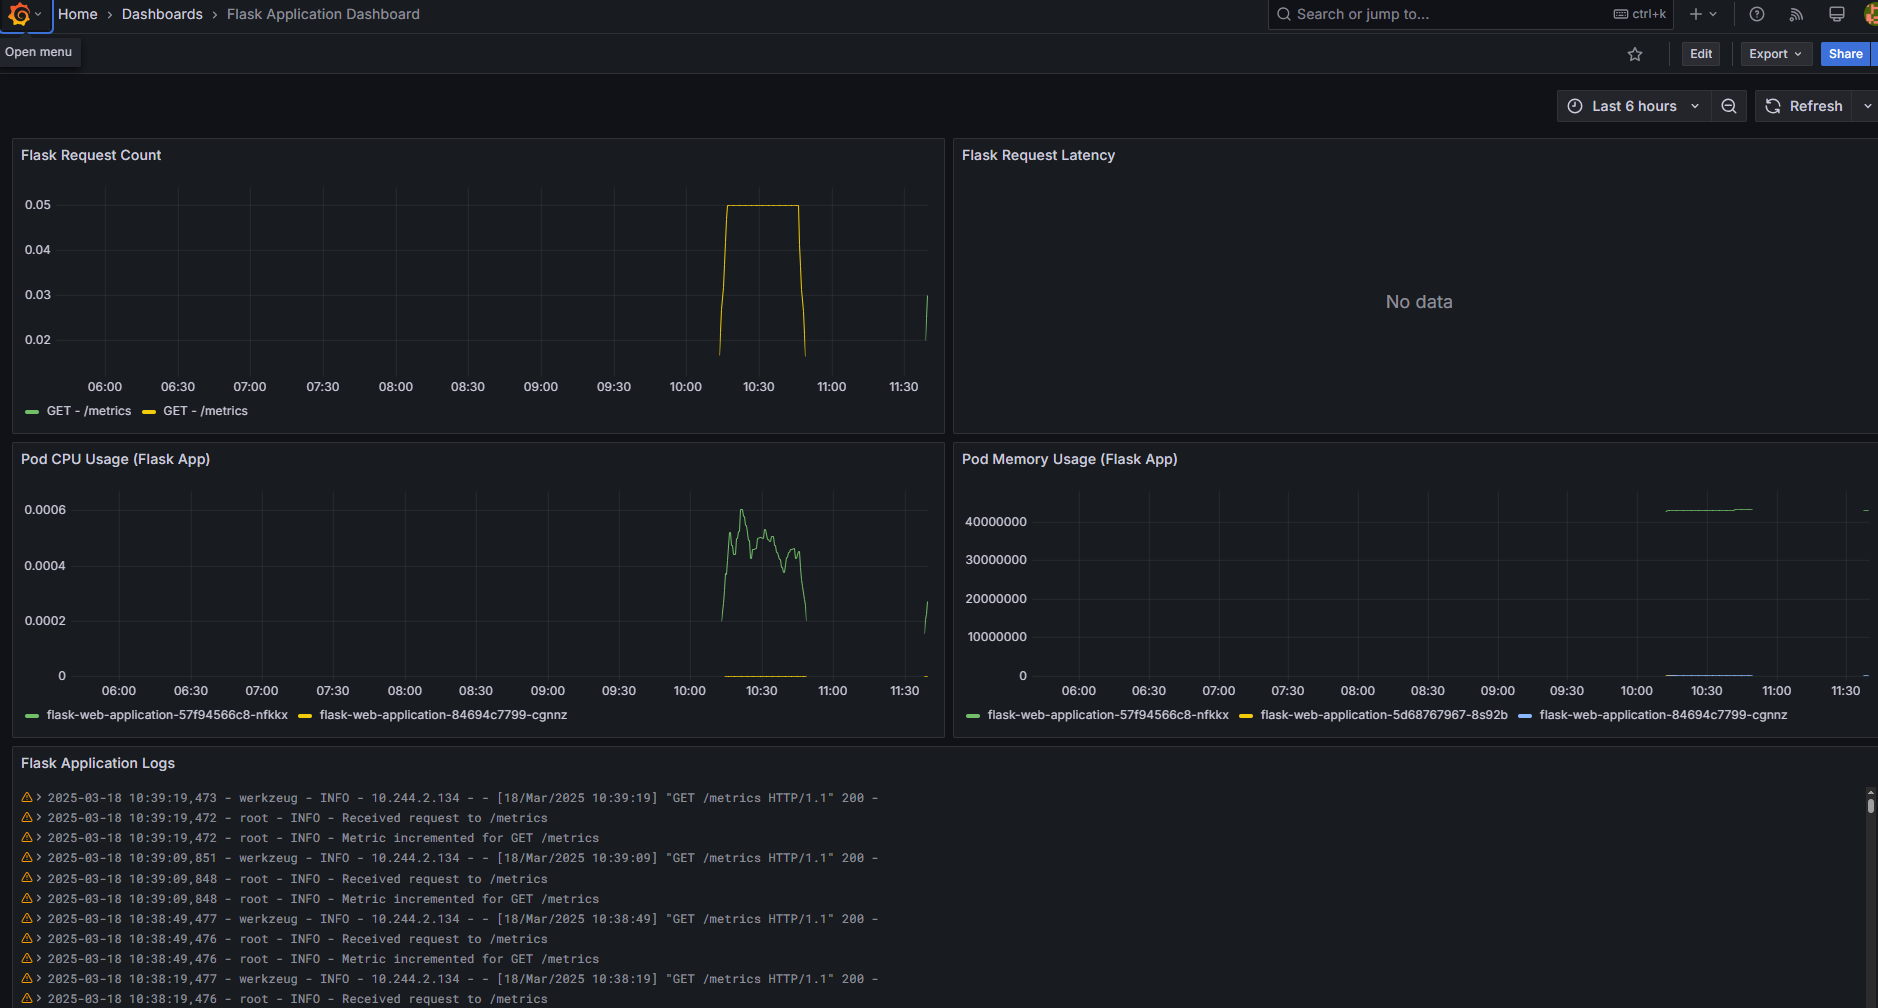 Home › Dashboards › Flask Application Dashboard
Search or jump to...
ctrl+k
Open menu
Edit
Export
Share
Last 6 hours
Refresh
Flask Request Count
0.05
0.04
0.03
0.02
06:00 06:30 07:00 07:30 08:00 08:30 09:00 09:30 10:00 10:30 11:00 11:30
GET - /metrics GET - /metrics
Flask Request Latency
No data
Pod CPU Usage (Flask App)
0.0006
0.0004
0.0002
0
06:00 06:30 07:00 07:30 08:00 08:30 09:00 09:30 10:00 10:30 11:00 11:30
flask-web-application-57f94566c8-nfkkx flask-web-application-84694c7799-cgnnz
Pod Memory Usage (Flask App)
40000000
30000000
20000000
10000000
0
06:00 06:30 07:00 07:30 08:00 08:30 09:00 09:30 10:00 10:30 11:00 11:30
flask-web-application-57f94566c8-nfkkx flask-web-application-5d68767967-8s92b flask-web-application-84694c7799-cgnnz
Flask Application Logs
2025-03-18 10:39:19,473 - werkzeug - INFO - 10.244.2.134 - - [18/Mar/2025 10:39:19] "GET /metrics HTTP/1.1" 200 -
2025-03-18 10:39:19,472 - root - INFO - Received request to /metrics
2025-03-18 10:39:19,472 - root - INFO - Metric incremented for GET /metrics
2025-03-18 10:39:09,851 - werkzeug - INFO - 10.244.2.134 - - [18/Mar/2025 10:39:09] "GET /metrics HTTP/1.1" 200 -
2025-03-18 10:39:09,848 - root - INFO - Received request to /metrics
2025-03-18 10:39:09,848 - root - INFO - Metric incremented for GET /metrics
2025-03-18 10:38:49,477 - werkzeug - INFO - 10.244.2.134 - - [18/Mar/2025 10:38:49] "GET /metrics HTTP/1.1" 200 -
2025-03-18 10:38:49,476 - root - INFO - Received request to /metrics
2025-03-18 10:38:49,476 - root - INFO - Metric incremented for GET /metrics
2025-03-18 10:38:19,477 - werkzeug - INFO - 10.244.2.134 - - [18/Mar/2025 10:38:19] "GET /metrics HTTP/1.1" 200 -
2025-03-18 10:38:19,476 - root - INFO - Received request to /metrics